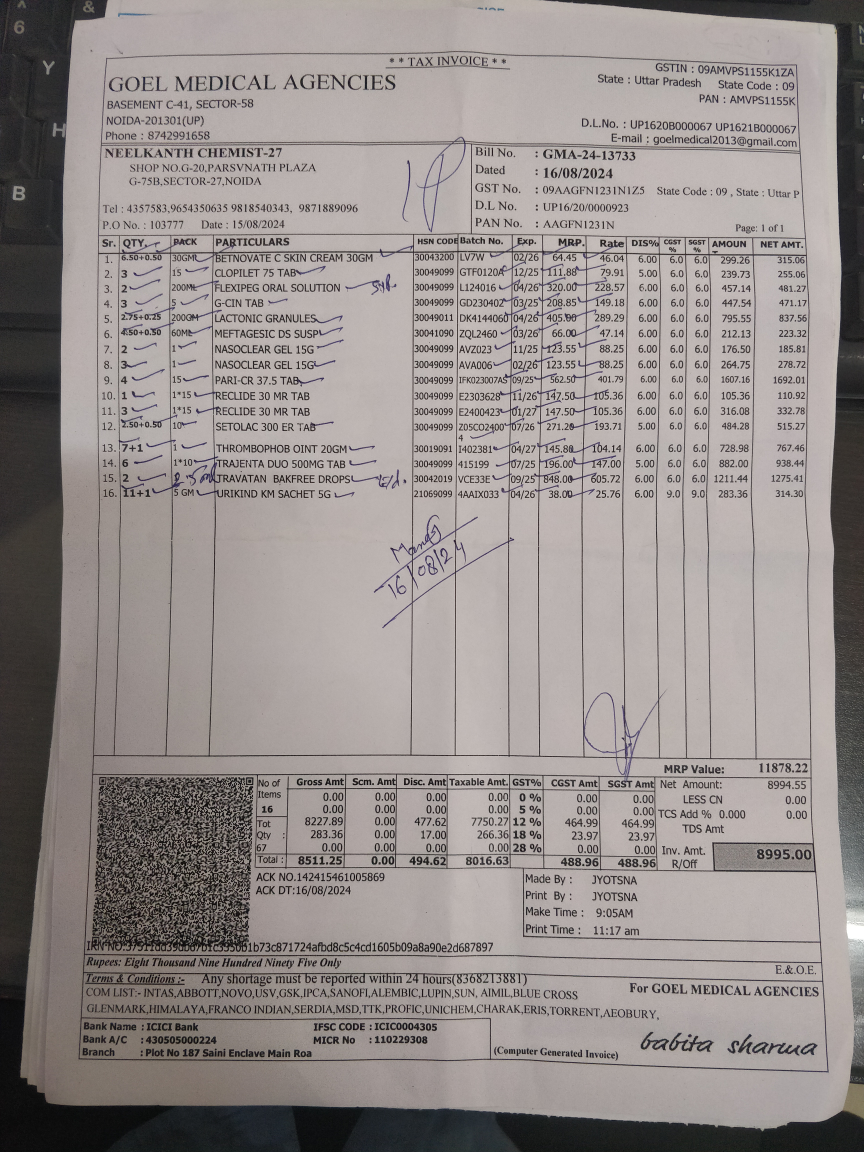 ** TAX INVOICE **
GOEL MEDICAL AGENCIES
BASEMENT C-41, SECTOR-58
NOIDA-201301(UP)
Phone : 8742991658
GSTIN : 09AMVPS1155K1ZA
State : Uttar Pradesh State Code : 09
PAN : AMVPS1155K
D.L.No. : UP1620B000067 UP1621B000067
E-mail : goelmedical2013@gmail.com
NEELKANTH CHEMIST-27
SHOP NO.G-20,PARSVNATH PLAZA
G-75B,SECTOR-27,NOIDA
Tel : 4357583,9654350635 9818540343, 9871889096
P.O No. : 103777 Date : 15/08/2024
Bill No. : GMA-24-13733
Dated : 16/08/2024
GST No. : 09AAGFN1231N1Z5 State Code : 09 , State : Uttar P
D.L No. : UP16/20/0000923
PAN No. : AAGFN1231N
Page: 1 of 1
Sr. QTY. PACK PARTICULARS HSN CODE Batch No. Exp. MRP. Rate DIS% CGST % SGST % AMOUN NET AMT.
1. 6.50+0.50 30GML BETNOVATE C SKIN CREAM 30GM 30043200 LV7W 02/26 64.45 46.04 6.00 6.0 6.0 299.26 315.06
2. 3 15 CLOPILET 75 TAB 30049099 GTF0120A 12/25 111.88 79.91 5.00 6.0 6.0 239.73 255.06
3. 2 200ML FLEXIPEG ORAL SOLUTION 30049099 L124016 04/26 320.00 228.57 6.00 6.0 6.0 457.14 481.27
4. 3 5 G-CIN TAB 30049099 GD23040Z 03/25 208.85 149.18 6.00 6.0 6.0 447.54 471.17
5. 2.75+0.25 200GM LACTONIC GRANULES 30049011 DK4144060 04/26 405.00 289.29 6.00 6.0 6.0 795.55 837.56
6. 4.50+0.50 60ML MEFTAGESIC DS SUSP 30041090 ZQL2460 03/26 66.00 47.14 6.00 6.0 6.0 212.13 223.32
7. 2 1 NASOCLEAR GEL 15G 30049099 AVZ023 11/25 123.55 88.25 6.00 6.0 6.0 176.50 185.81
8. 3 1 NASOCLEAR GEL 15G 30049099 AVA006 02/26 123.55 88.25 6.00 6.0 6.0 264.75 278.72
9. 4 15 PARI-CR 37.5 TAB 30049099 IFK023007AS 09/25 562.50 401.79 6.00 6.0 6.0 1607.16 1692.01
10. 1 1*15 RECLIDE 30 MR TAB 30049099 E2303628 11/26 147.50 105.36 6.00 6.0 6.0 105.36 110.92
11. 3 1*15 RECLIDE 30 MR TAB 30049099 E2400423 01/27 147.50 105.36 6.00 6.0 6.0 316.08 332.78
12. 2.50+0.50 10 SETOLAC 300 ER TAB 30049099 Z05CO2400 07/26 271.20 193.71 5.00 6.0 6.0 484.28 515.27
4
13. 7+1 1 THROMBOPHOB OINT 20GM 30019091 I402381 04/27 145.80 104.14 6.00 6.0 6.0 728.98 767.46
14. 6 1*10 TRAJENTA DUO 500MG TAB 30049099 415199 07/25 196.00 147.00 5.00 6.0 6.0 882.00 938.44
15. 2 2.5ml TRAVATAN BAKFREE DROPS E/d. 30042019 VCE33E 09/25 848.00 605.72 6.00 6.0 6.0 1211.44 1275.41
16. 11+1 5 GM URIKIND KM SACHET 5G 21069099 4AAIX033 04/26 38.00 25.76 6.00 9.0 9.0 283.36 314.30
16/08/24
MRP Value: 11878.22
No of Items 16 Tot Qty : 67
Gross Amt Scm. Amt Disc. Amt Taxable Amt. GST% CGST Amt SGST Amt
0.00 0.00 0.00 0.00 0 % 0.00 0.00
0.00 0.00 0.00 0.00 5 % 0.00 0.00
8227.89 0.00 477.62 7750.27 12 % 464.99 464.99
283.36 0.00 17.00 266.36 18 % 23.97 23.97
0.00 0.00 0.00 0.00 28 % 0.00 0.00
Total : 8511.25 0.00 494.62 8016.63 488.96 488.96
Net Amount: 8994.55
LESS CN 0.00
TCS Add % 0.000 0.00
TDS Amt
Inv. Amt. 8995.00
R/Off
ACK NO.142415461005869
ACK DT:16/08/2024
Made By : JYOTSNA
Print By : JYOTSNA
Make Time : 9:05AM
Print Time : 11:17 am
Rupees: Eight Thousand Nine Hundred Ninety Five Only
E.&.O.E.
Terms & Conditions :- Any shortage must be reported within 24 hours(8368213881)
COM LIST:- INTAS,ABBOTT,NOVO,USV,GSK,IPCA,SANOFI,ALEMBIC,LUPIN,SUN, AIMIL,BLUE CROSS
GLENMARK,HIMALAYA,FRANCO INDIAN,SERDIA,MSD,TTK,PROFIC,UNICHEM,CHARAK,ERIS,TORRENT,AEOBURY,
For GOEL MEDICAL AGENCIES
Bank Name : ICICI Bank IFSC CODE : ICIC0004305
Bank A/C : 430505000224 MICR No : 110229308
Branch : Plot No 187 Saini Enclave Main Roa
(Computer Generated Invoice)
babita sharma